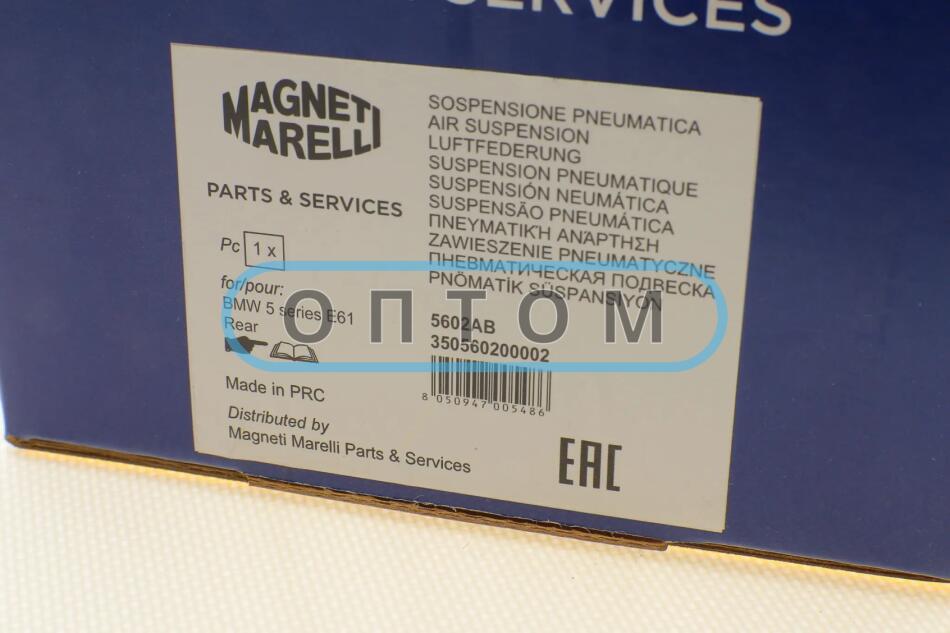 SERVICES
MAGNETI
MARELLI
PARTS & SERVICES
Pc 1 x
for/pour:
BMW 5 series E61
Rear
Made in PRC
Distributed by
Magneti Marelli Parts & Services
SOSPENSIONE PNEUMATICA
AIR SUSPENSION
LUFTFEDERUNG
SUSPENSION PNEUMATIQUE
SUSPENSIÓN NEUMÁTICA
SUSPENSÃO PNEUMÁTICA
ΠΝΕΥΜΑΤΙΚΉ ΑΝΆΡΤΗΣΗ
ZAWIESZENIE PNEUMATYCZNE
ПНЕВМАТИЧЕСКАЯ ПОДВЕСКА
PNÖMATİK SÜSPANSİYON
5602AB
350560200002
8 050947 005486
EAC
ОПТОМ